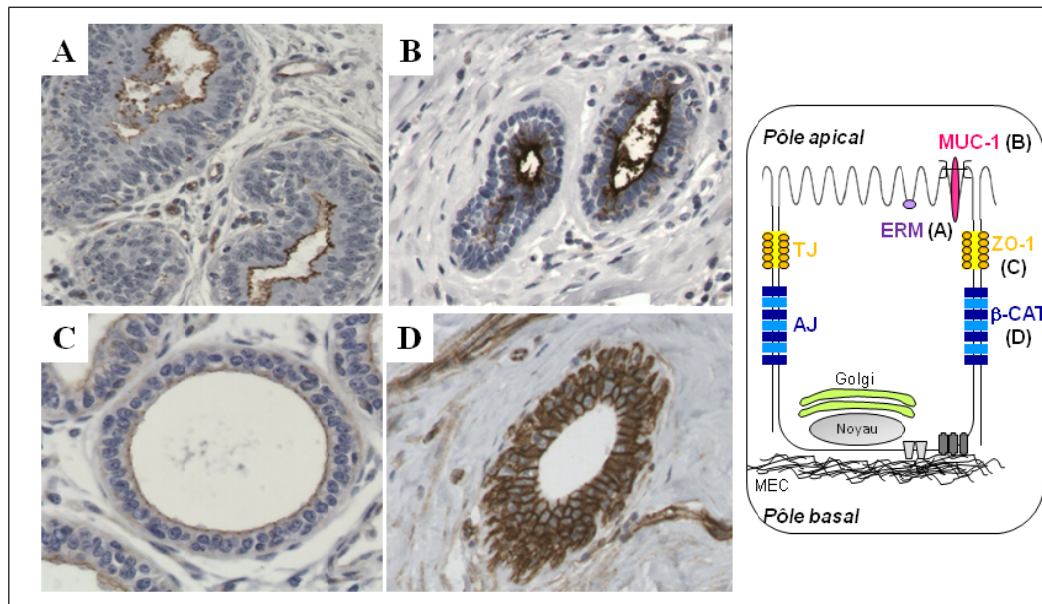 A
B
C
D
Pôle apical
MUC-1 (B)
ERM (A)
TJ
ZO-1
(C)
AJ
β-CAT
(D)
Golgi
Noyau
MEC
Pôle basal